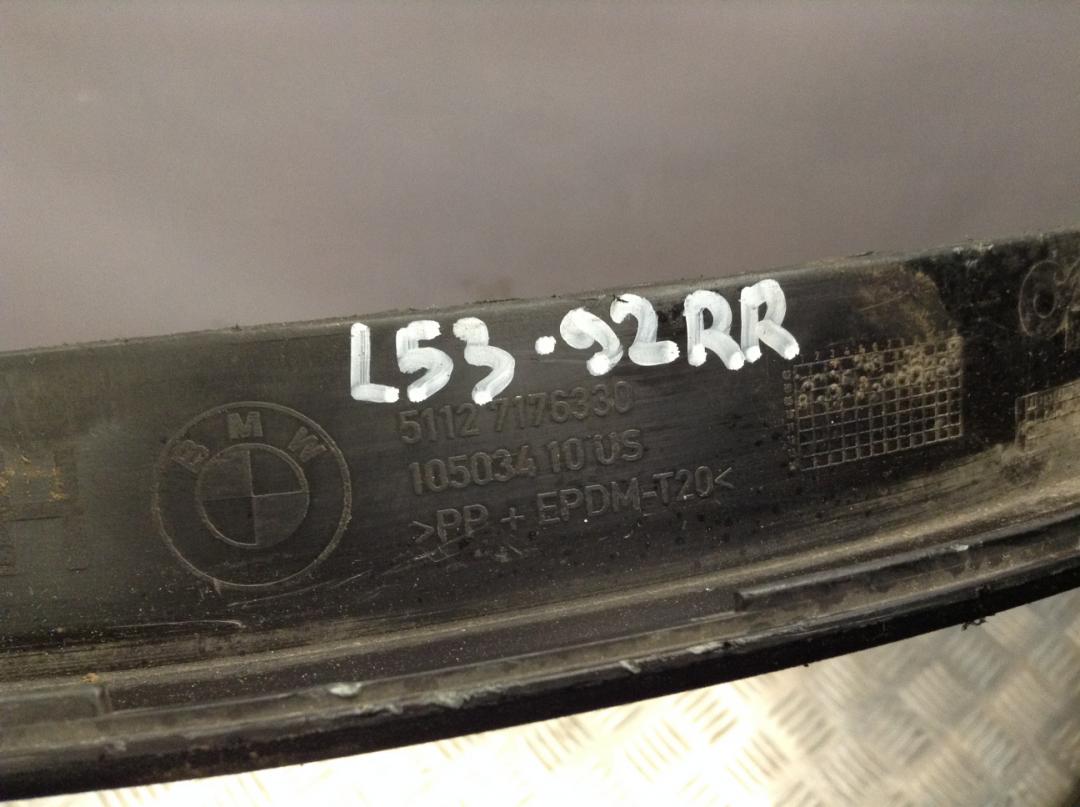 L53·92RR
BMW
5112 7176330
105034 10 US
>PP + EPDM-T20<